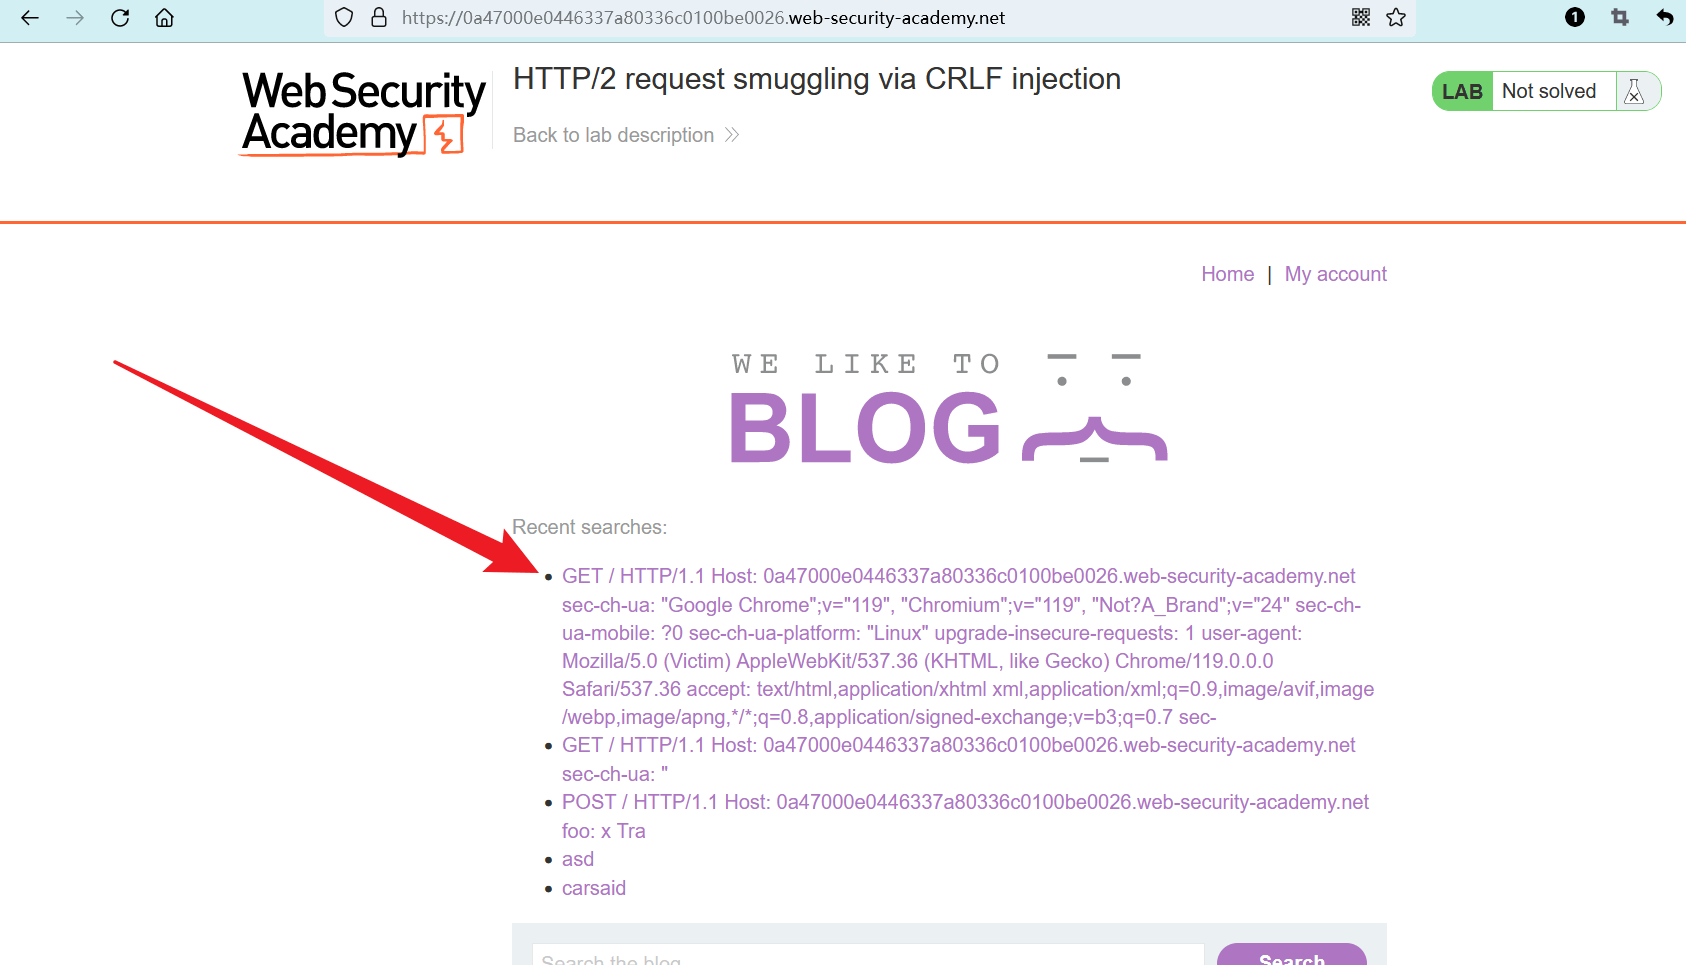 https://0a47000e0446337a80336c0100be0026.web-security-academy.net
1
Web Security
Academy
HTTP/2 request smuggling via CRLF injection
Back to lab description
LAB Not solved
Home | My account
WE LIKE TO
BLOG
Recent searches:
GET / HTTP/1.1 Host: 0a47000e0446337a80336c0100be0026.web-security-academy.net
sec-ch-ua: "Google Chrome";v="119", "Chromium";v="119", "Not?A_Brand";v="24" sec-ch-
ua-mobile: ?0 sec-ch-ua-platform: "Linux" upgrade-insecure-requests: 1 user-agent:
Mozilla/5.0 (Victim) AppleWebKit/537.36 (KHTML, like Gecko) Chrome/119.0.0.0
Safari/537.36 accept: text/html,application/xhtml xml,application/xml;q=0.9,image/avif,image
/webp,image/apng,*/*;q=0.8,application/signed-exchange;v=b3;q=0.7 sec-
GET / HTTP/1.1 Host: 0a47000e0446337a80336c0100be0026.web-security-academy.net
sec-ch-ua: "
POST / HTTP/1.1 Host: 0a47000e0446337a80336c0100be0026.web-security-academy.net
foo: x Tra
asd
carsaid
Search the blog
Search